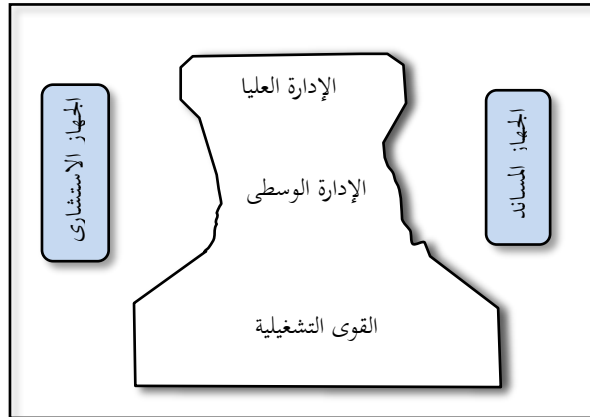 الإدارة العليا
الجهاز المساند
الجهاز الاستشارى
الإدارة الوسطى
القوى التشغيلية